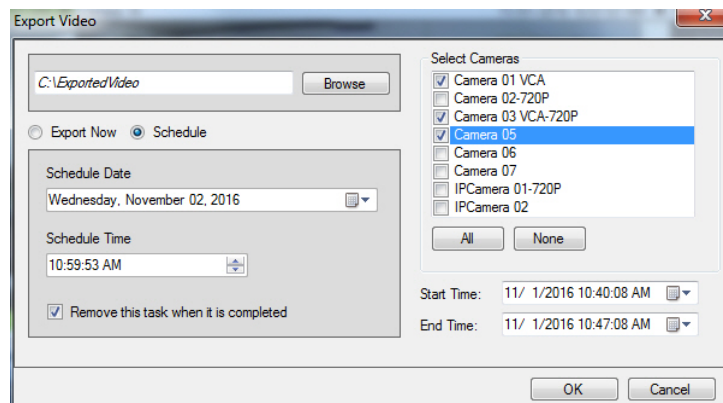 Export Video
C:\ExportedVideo
Browse
Export Now
Schedule
Schedule Date
Wednesday, November 02, 2016
Schedule Time
10:59:53 AM
Remove this task when it is completed
Select Cameras
Camera 01 VCA
Camera 02-720P
Camera 03 VCA-720P
Camera 05
Camera 06
Camera 07
IPCamera 01-720P
IPCamera 02
All
None
Start Time: 11/ 1/2016 10:40:08 AM
End Time: 11/ 1/2016 10:47:08 AM
OK
Cancel